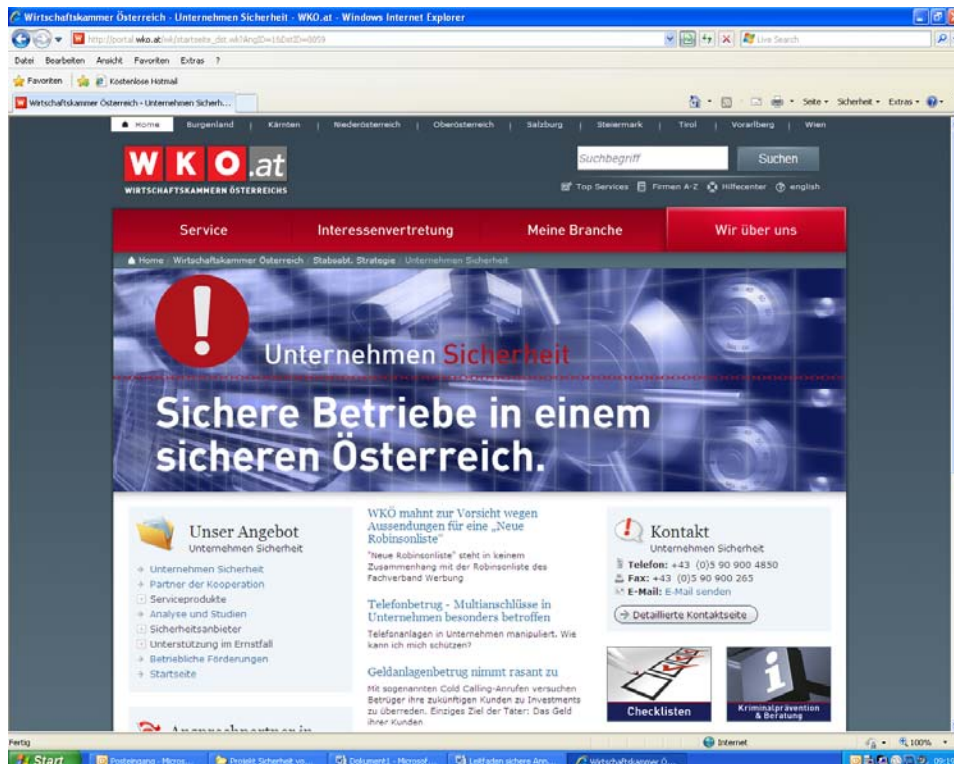 Wirtschaftskammer Österreich - Unternehmen Sicherheit - WKO.at - Windows Internet Explorer
Live Search
Datei Bearbeiten Ansicht Favoriten Extras ?
Favoriten Kostenlose Hotmail
Wirtschaftskammer Österreich - Unternehmen Sicherh...
Seite Sicherheit Extras
Home Burgenland | Kärnten | Niederösterreich | Oberösterreich | Salzburg | Steiermark | Tirol | Vorarlberg | Wien
WKO.at
WIRTSCHAFTSKAMMERN ÖSTERREICHS
Suchbegriff Suchen
Top Services Firmen A-Z Hilfecenter english
Service Interessenvertretung Meine Branche Wir über uns
Home / Wirtschaftskammer Österreich / Stabsabt. Strategie / Unternehmen Sicherheit
!
Unternehmen Sicherheit
Sichere Betriebe in einem
sicheren Österreich.
Unser Angebot
Unternehmen Sicherheit
Unternehmen Sicherheit
Partner der Kooperation
Serviceprodukte
Analyse und Studien
Sicherheitsanbieter
Unterstützung im Ernstfall
Betriebliche Förderungen
Startseite
WKÖ mahnt zur Vorsicht wegen
Aussendungen für eine „Neue
Robinsonliste"
"Neue Robinsonliste" steht in keinem
Zusammenhang mit der Robinsonliste des
Fachverband Werbung
Telefonbetrug - Multianschlüsse in
Unternehmen besonders betroffen
Telefonanlagen in Unternehmen manipuliert. Wie
kann ich mich schützen?
Geldanlagenbetrug nimmt rasant zu
Mit sogenannten Cold Calling-Anrufen versuchen
Betrüger ihre zukünftigen Kunden zu Investments
zu überreden. Einziges Ziel der Täter: Das Geld
ihrer Kunden
Kontakt
Unternehmen Sicherheit
Telefon: +43 (0)5 90 900 4850
Fax: +43 (0)5 90 900 265
E-Mail: E-Mail senden
Detaillierte Kontaktseite
Checklisten
Kriminalprävention
& Beratung
Fertig Internet 100%
Start Posteingang - Micros... Projekt Sicherheit vo... Dokument1 - Microsof... Leitfaden sichere Ann... Wirtschaftskammer Ö... 09:19